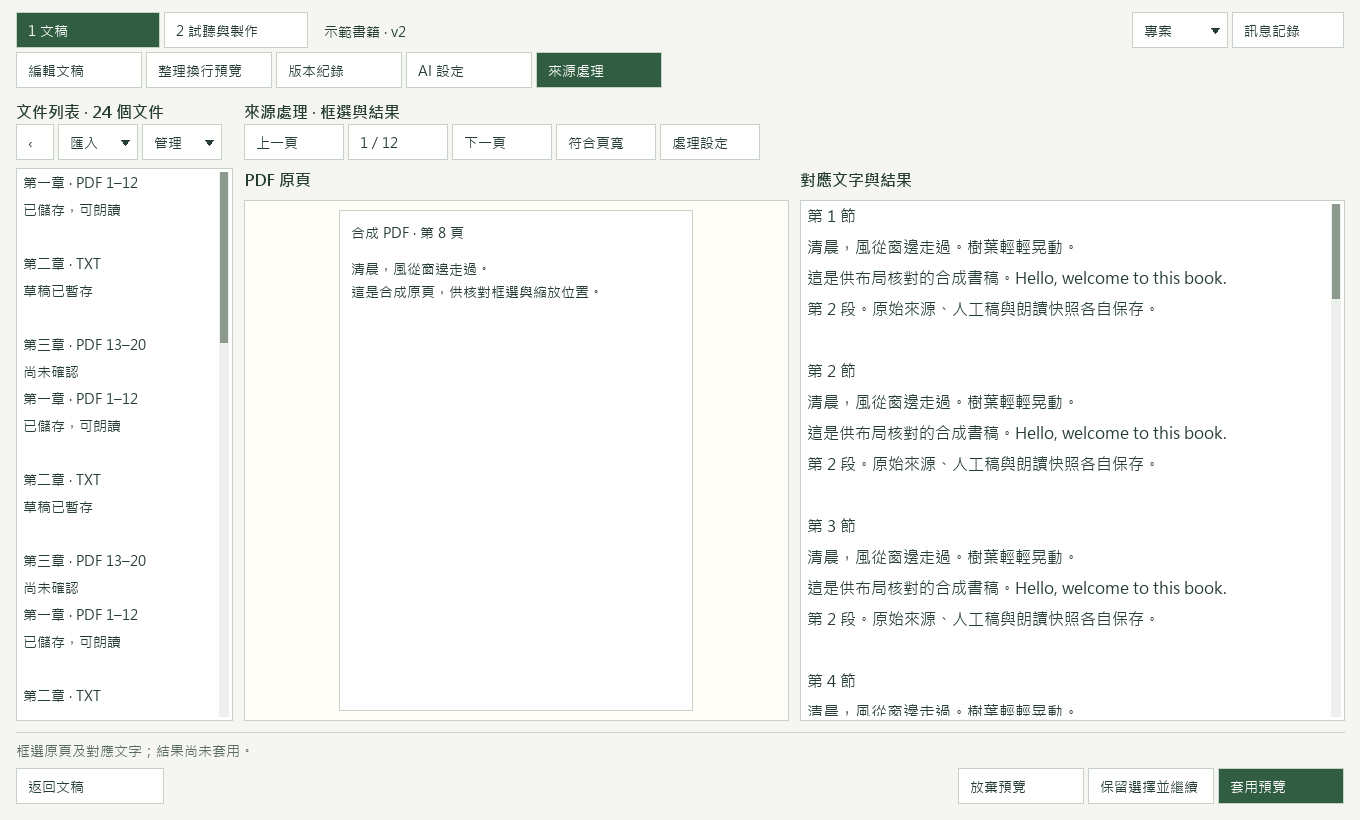 1 文稿
2 試聽與製作
示範書籍 · v2
專案
訊息記錄
編輯文稿
整理換行預覽
版本紀錄
AI 設定
來源處理
文件列表 · 24 個文件
‹
匯入
管理
第一章 · PDF 1–12
已儲存，可朗讀
第二章 · TXT
草稿已暫存
第三章 · PDF 13–20
尚未確認
第一章 · PDF 1–12
已儲存，可朗讀
第二章 · TXT
草稿已暫存
第三章 · PDF 13–20
尚未確認
第一章 · PDF 1–12
已儲存，可朗讀
第二章 · TXT
來源處理 · 框選與結果
上一頁
1 / 12
下一頁
符合頁寬
處理設定
PDF 原頁
合成 PDF · 第 8 頁
清晨，風從窗邊走過。
這是合成原頁，供核對框選與縮放位置。
對應文字與結果
第 1 節
清晨，風從窗邊走過。樹葉輕輕晃動。
這是供布局核對的合成書稿。Hello, welcome to this book.
第 2 段。原始來源、人工稿與朗讀快照各自保存。
第 2 節
清晨，風從窗邊走過。樹葉輕輕晃動。
這是供布局核對的合成書稿。Hello, welcome to this book.
第 2 段。原始來源、人工稿與朗讀快照各自保存。
第 3 節
清晨，風從窗邊走過。樹葉輕輕晃動。
這是供布局核對的合成書稿。Hello, welcome to this book.
第 2 段。原始來源、人工稿與朗讀快照各自保存。
第 4 節
清晨，風從窗邊走過。樹葉輕輕晃動。
框選原頁及對應文字；結果尚未套用。
返回文稿
放棄預覽
保留選擇並繼續
套用預覽